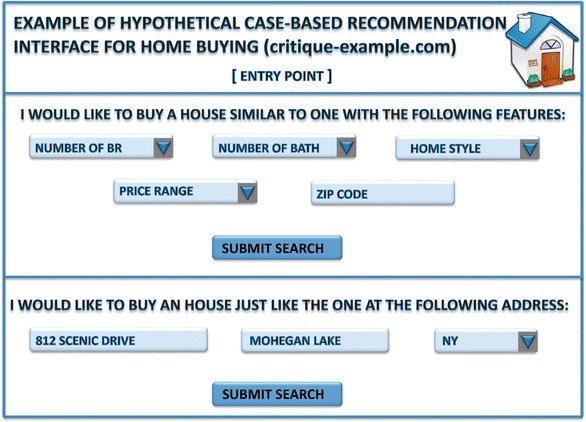 EXAMPLE OF HYPOTHETICAL CASE-BASED RECOMMENDATION
INTERFACE FOR HOME BUYING (critique-example.com)
[ ENTRY POINT ]
I WOULD LIKE TO BUY A HOUSE SIMILAR TO ONE WITH THE FOLLOWING FEATURES:
NUMBER OF BR NUMBER OF BATH HOME STYLE
PRICE RANGE ZIP CODE
SUBMIT SEARCH
I WOULD LIKE TO BUY AN HOUSE JUST LIKE THE ONE AT THE FOLLOWING ADDRESS:
812 SCENIC DRIVE MOHEGAN LAKE NY
SUBMIT SEARCH